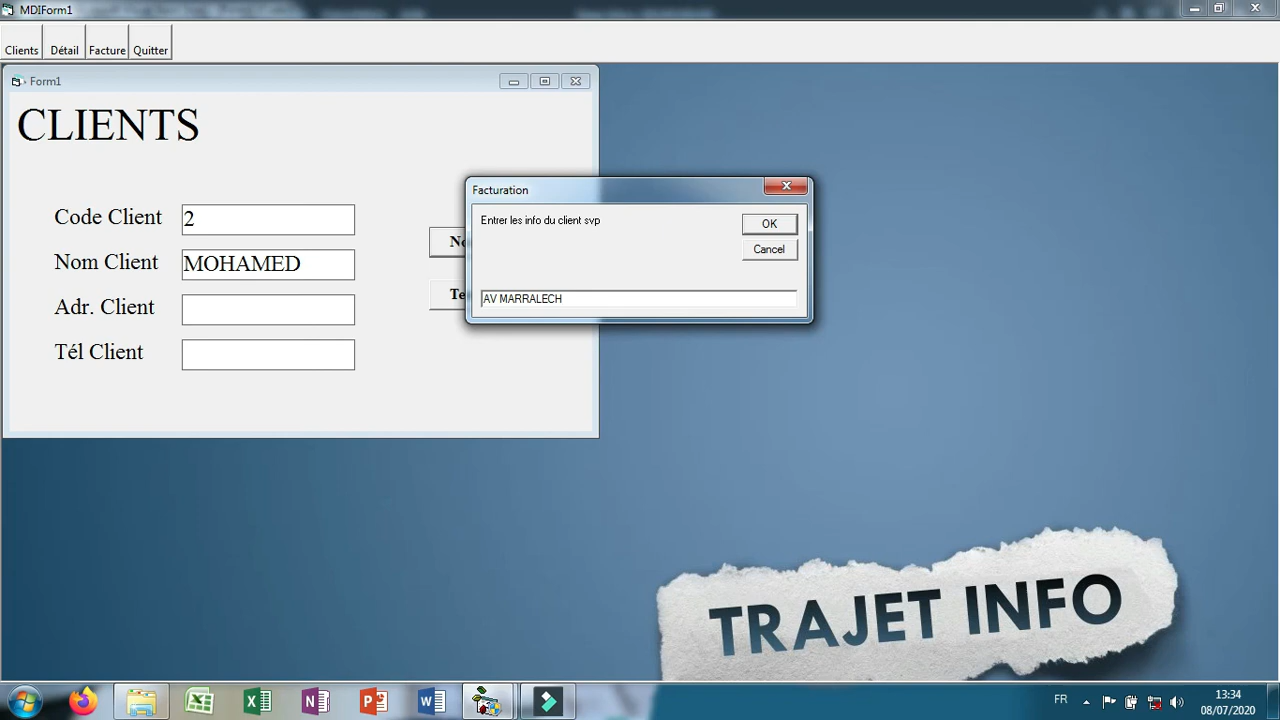 MDIForm1
Clients Détail Facture Quitter
Form1
CLIENTS
Code Client 2
Nom Client MOHAMED
Adr. Client
Tél Client
Facturation
Entrer les info du client svp
OK
Cancel
AV MARRALECH
TRAJET INFO
FR
13:34
08/07/2020